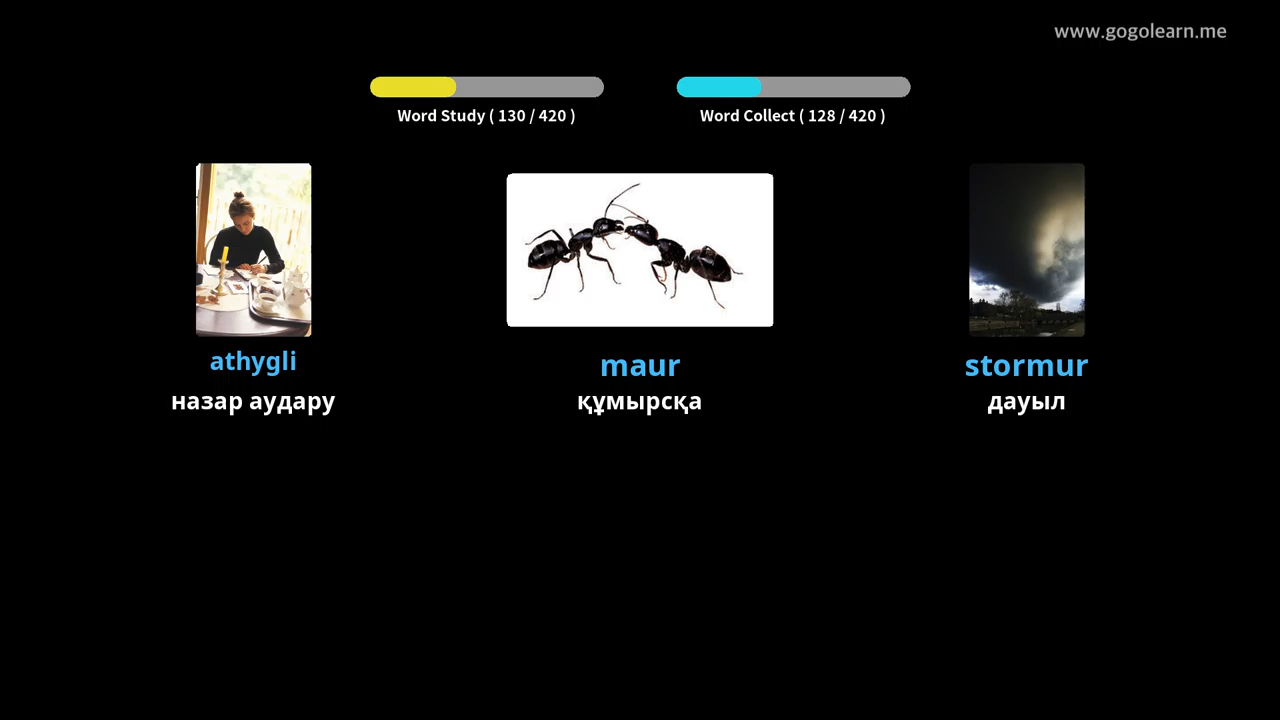 www.gogolearn.me
Word Study ( 130 / 420 )
Word Collect ( 128 / 420 )
athygli
назар аудару
maur
құмырсқа
stormur
дауыл